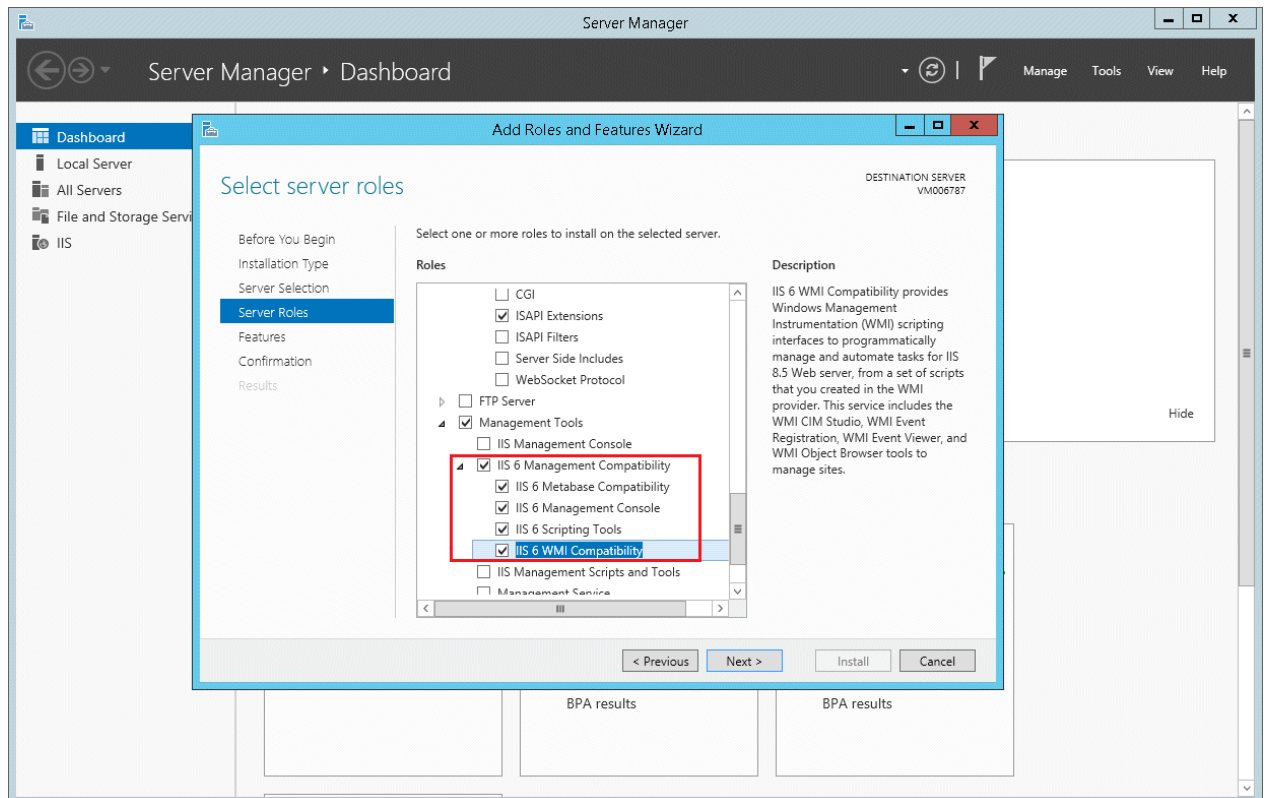 Server Manager
Server Manager ‣ Dashboard
Manage
Tools
View
Help
Dashboard
Local Server
All Servers
File and Storage Servi
IIS
Add Roles and Features Wizard
Select server roles
DESTINATION SERVER
VM006787
Before You Begin
Installation Type
Server Selection
Server Roles
Features
Confirmation
Results
Select one or more roles to install on the selected server.
Roles
CGI
ISAPI Extensions
ISAPI Filters
Server Side Includes
WebSocket Protocol
FTP Server
Management Tools
IIS Management Console
IIS 6 Management Compatibility
IIS 6 Metabase Compatibility
IIS 6 Management Console
IIS 6 Scripting Tools
IIS 6 WMI Compatibility
IIS Management Scripts and Tools
Management Service
Description
IIS 6 WMI Compatibility provides
Windows Management
Instrumentation (WMI) scripting
interfaces to programmatically
manage and automate tasks for IIS
8.5 Web server, from a set of scripts
that you created in the WMI
provider. This service includes the
WMI CIM Studio, WMI Event
Registration, WMI Event Viewer, and
WMI Object Browser tools to
manage sites.
Hide
< Previous
Next >
Install
Cancel
BPA results
BPA results